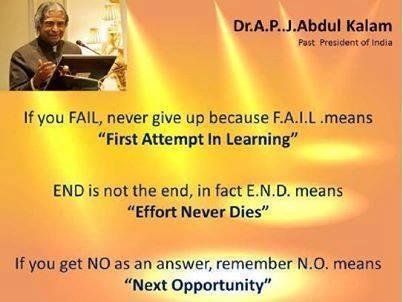 Dr.A.P..J.Abdul Kalam
Past President of India
If you FAIL, never give up because F.A.I.L .means
“First Attempt In Learning”
END is not the end, in fact E.N.D. means
“Effort Never Dies”
If you get NO as an answer, remember N.O. means
“Next Opportunity”